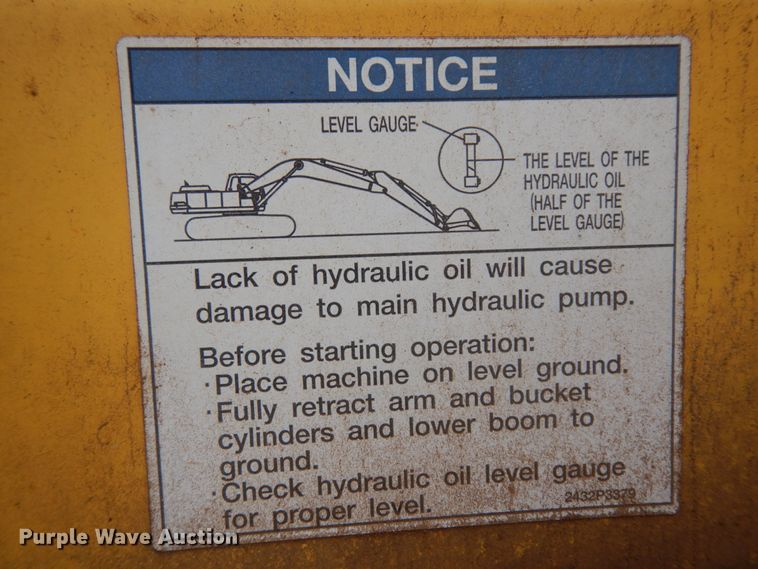 NOTICE
LEVEL GAUGE
THE LEVEL OF THE
HYDRAULIC OIL
(HALF OF THE
LEVEL GAUGE)
Lack of hydraulic oil will cause
damage to main hydraulic pump.
Before starting operation:
·Place machine on level ground.
·Fully retract arm and bucket
cylinders and lower boom to
ground.
·Check hydraulic oil level gauge
for proper level.
2432P3379
Purple Wave Auction